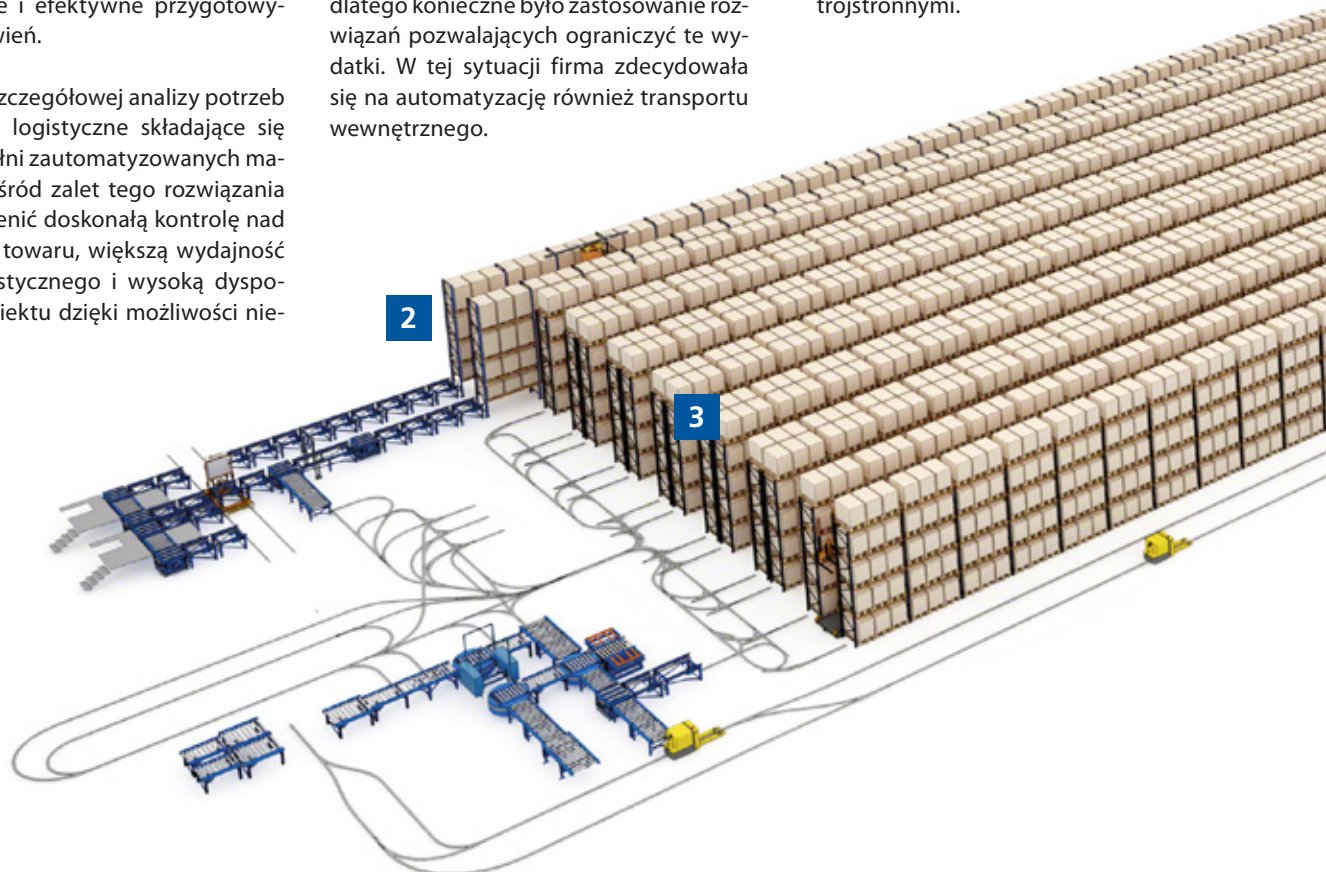 e i efektywne przygotowy-
wień.
zczegółowej analizy potrzeb
logistyczne składające się
łni zautomatyzowanych ma-
śród zalet tego rozwiązania
enić doskonałą kontrolę nad
towaru, większą wydajność
stycznego i wysoką dyspo-
iektu dzięki możliwości nie-
dlatego konieczne było zastosowanie roz-
wiązań pozwalających ograniczyć te wy-
datki. W tej sytuacji firma zdecydowała
się na automatyzację również transportu
wewnętrznego.
trójstronnymi.
2
3